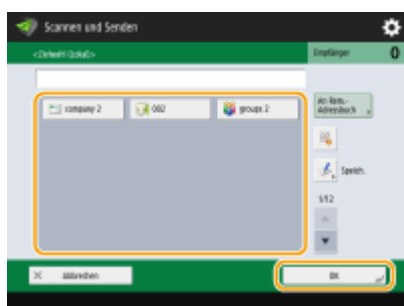 Scannen und Senden
<Zielwahl (Lokal)>
Empfänger 0
company 2
002
groups 2
An Rem.-
Adressbuch
Speich.
1/12
Abbrechen
OK